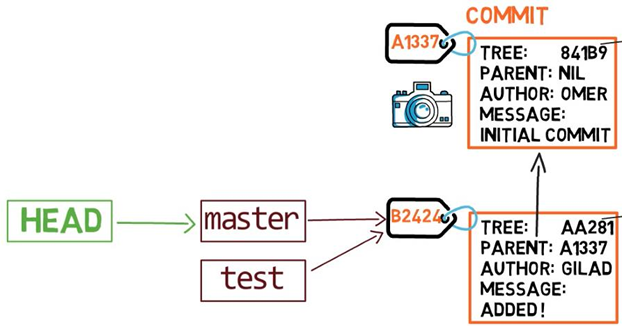 COMMIT
A1337
TREE: 841B9
PARENT: NIL
AUTHOR: OMER
MESSAGE:
INITIAL COMMIT
HEAD
master
test
B2424
TREE: AA281
PARENT: A1337
AUTHOR: GILAD
MESSAGE:
ADDED!